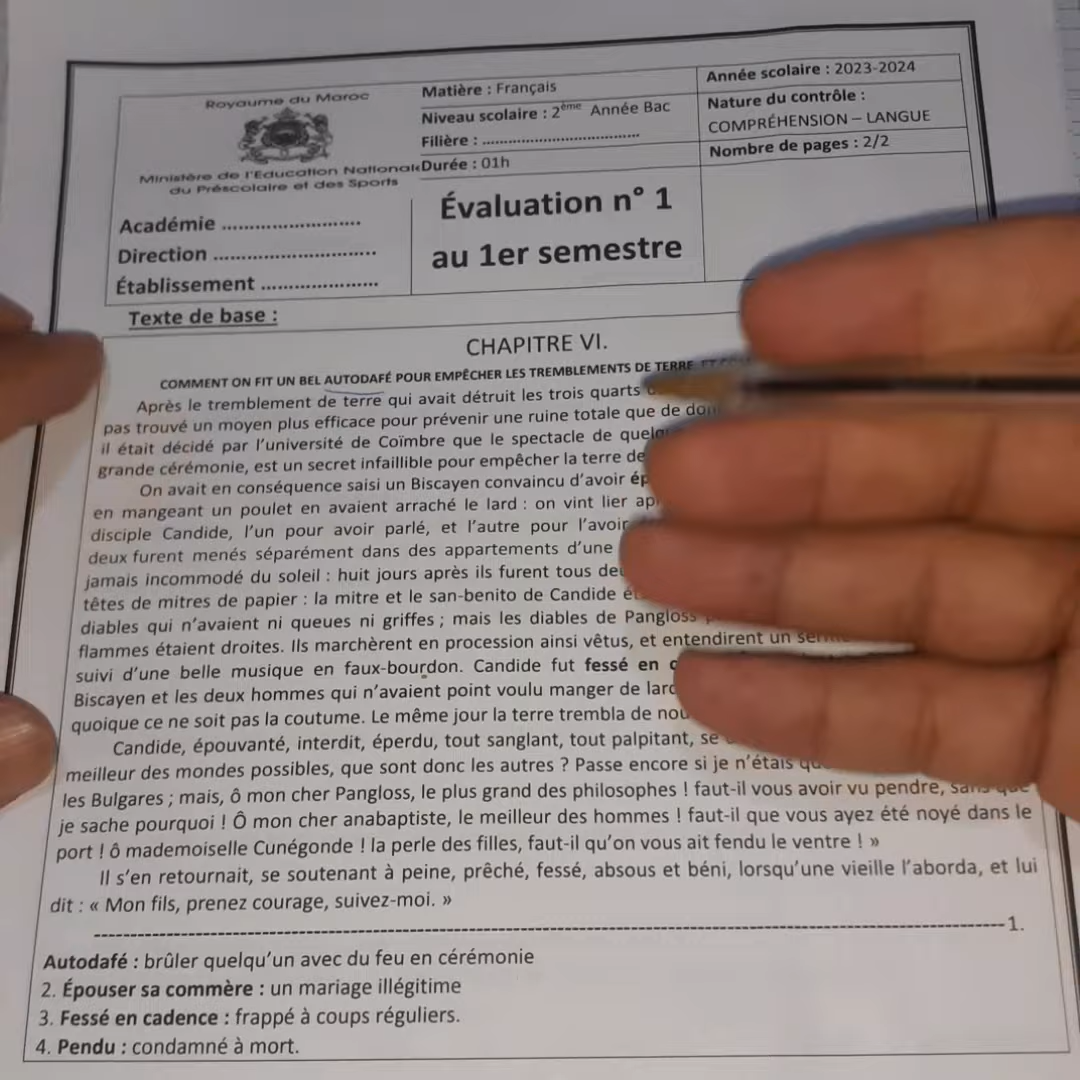 Royaume du Maroc
Ministère de l'Education Nationale
du Préscolaire et des Sports
Académie ........................
Direction ............................
Établissement ....................
Matière : Français
Niveau scolaire : 2ème Année Bac
Filière : ...........................
Durée : 01h
Évaluation n° 1
au 1er semestre
Année scolaire : 2023-2024
Nature du contrôle :
COMPRÉHENSION – LANGUE
Nombre de pages : 2/2
Texte de base :
CHAPITRE VI.
COMMENT ON FIT UN BEL AUTODAFÉ POUR EMPÊCHER LES TREMBLEMENTS DE TERRE
Après le tremblement de terre qui avait détruit les trois quarts
pas trouvé un moyen plus efficace pour prévenir une ruine totale que de
il était décidé par l'université de Coïmbre que le spectacle de
grande cérémonie, est un secret infaillible pour empêcher la terre de
On avait en conséquence saisi un Biscayen convaincu d'avoir
en mangeant un poulet en avaient arraché le lard : on vint lier
disciple Candide, l'un pour avoir parlé, et l'autre pour l'avoir
deux furent menés séparément dans des appartements d'une
jamais incommodé du soleil : huit jours après ils furent tous
têtes de mitres de papier : la mitre et le san-benito de Candide
diables qui n'avaient ni queues ni griffes ; mais les diables de Pangloss
flammes étaient droites. Ils marchèrent en procession ainsi vêtus, et entendirent un
suivi d'une belle musique en faux-bourdon. Candide fut fessé en
Biscayen et les deux hommes qui n'avaient point voulu manger de lard
quoique ce ne soit pas la coutume. Le même jour la terre trembla de
Candide, épouvanté, interdit, éperdu, tout sanglant, tout palpitant, se
meilleur des mondes possibles, que sont donc les autres ? Passe encore si je n'étais
les Bulgares ; mais, ô mon cher Pangloss, le plus grand des philosophes ! faut-il vous avoir vu pendre, sans que
je sache pourquoi ! Ô mon cher anabaptiste, le meilleur des hommes ! faut-il que vous ayez été noyé dans le
port ! ô mademoiselle Cunégonde ! la perle des filles, faut-il qu'on vous ait fendu le ventre ! »
Il s'en retournait, se soutenant à peine, prêché, fessé, absous et béni, lorsqu'une vieille l'aborda, et lui
dit : « Mon fils, prenez courage, suivez-moi. »
1.
Autodafé : brûler quelqu'un avec du feu en cérémonie
2. Épouser sa commère : un mariage illégitime
3. Fessé en cadence : frappé à coups réguliers.
4. Pendu : condamné à mort.